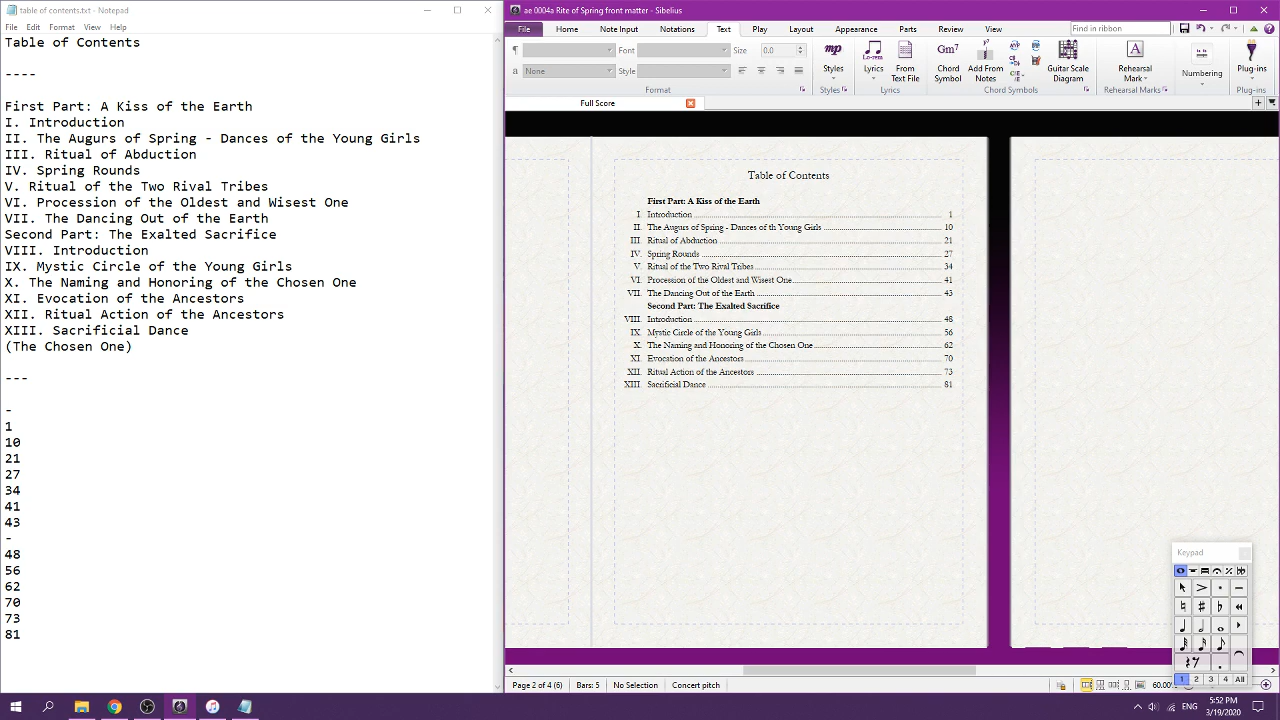 table of contents.txt - Notepad
File Edit Format View Help
Table of Contents
----
First Part: A Kiss of the Earth
I. Introduction
II. The Augurs of Spring - Dances of the Young Girls
III. Ritual of Abduction
IV. Spring Rounds
V. Ritual of the Two Rival Tribes
VI. Procession of the Oldest and Wisest One
VII. The Dancing Out of the Earth
Second Part: The Exalted Sacrifice
VIII. Introduction
IX. Mystic Circle of the Young Girls
X. The Naming and Honoring of the Chosen One
XI. Evocation of the Ancestors
XII. Ritual Action of the Ancestors
XIII. Sacrificial Dance
(The Chosen One)
---
-
1
10
21
27
34
41
43
-
48
56
62
70
73
81
ae 0004a Rite of Spring front matter - Sibelius
File Home Note Input Notations Text Play Layout Appearance Parts Review View Find in ribbon
Font Size 0.0
a None Style
Format
mp Styles
Styles
Lyrics
From Text File
Lyrics
Gm7 Chord Symbol
Add From Notes
Guitar Scale Diagram
Chord Symbols
A Rehearsal Mark
Rehearsal Marks
Numbering
Plug-ins
Plug-ins
Full Score
Table of Contents
First Part: A Kiss of the Earth
I. Introduction 1
II. The Augurs of Spring - Dances of th Young Girls 10
III. Ritual of Abduction 21
IV. Spring Rounds 27
V. Ritual of the Two Rival Tribes 34
VI. Procession of the Oldest and Wisest One 41
VII. The Dancing Out of the Earth 43
Second Part: The Exalted Sacrifice
VIII. Introduction 48
IX. Mystic Circle of the Young Girls 56
X. The Naming and Honoring of the Chosen One 62
XI. Evocation of the Ancestors 70
XII. Ritual Action of the Ancestors 73
XIII. Sacrificial Dance 81
Keypad
1 2 3 4 All
Page 2 of 4 (6) Bars: 5 No Selection Concert pitch 60.00%
ENG
5:52 PM
3/19/2020